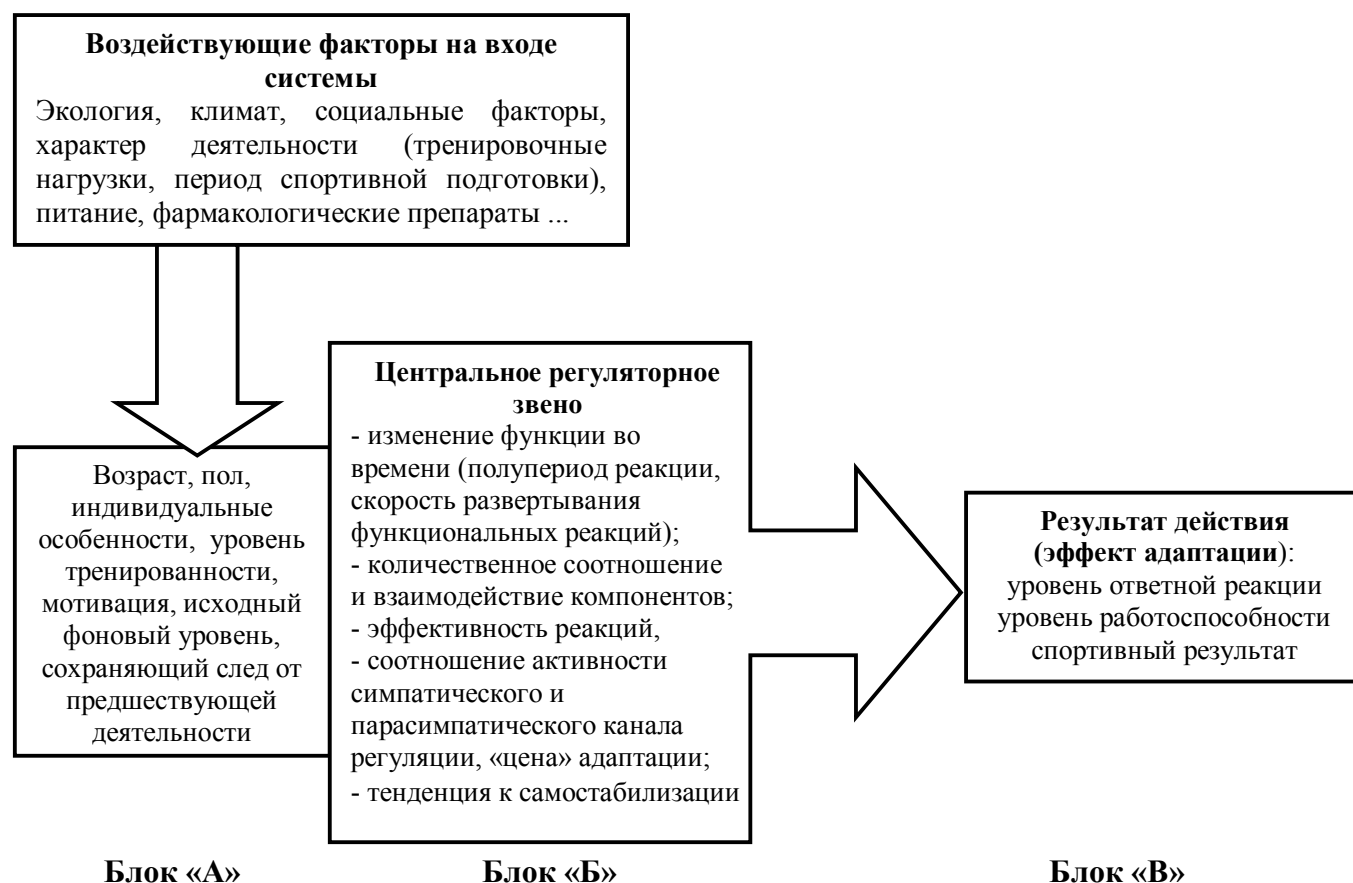 Воздействующие факторы на входе
системы
Экология, климат, социальные факторы,
характер деятельности (тренировочные
нагрузки, период спортивной подготовки),
питание, фармакологические препараты ...
Возраст, пол,
индивидуальные
особенности, уровень
тренированности,
мотивация, исходный
фоновый уровень,
сохраняющий след от
предшествующей
деятельности
Центральное регуляторное
звено
- изменение функции во
времени (полупериод реакции,
скорость развертывания
функциональных реакций);
- количественное соотношение
и взаимодействие компонентов;
- эффективность реакций,
- соотношение активности
симпатического и
парасимпатического канала
регуляции, «цена» адаптации;
- тенденция к самостабилизации
Результат действия
(эффект адаптации):
уровень ответной реакции
уровень работоспособности
спортивный результат
Блок «А»
Блок «Б»
Блок «В»